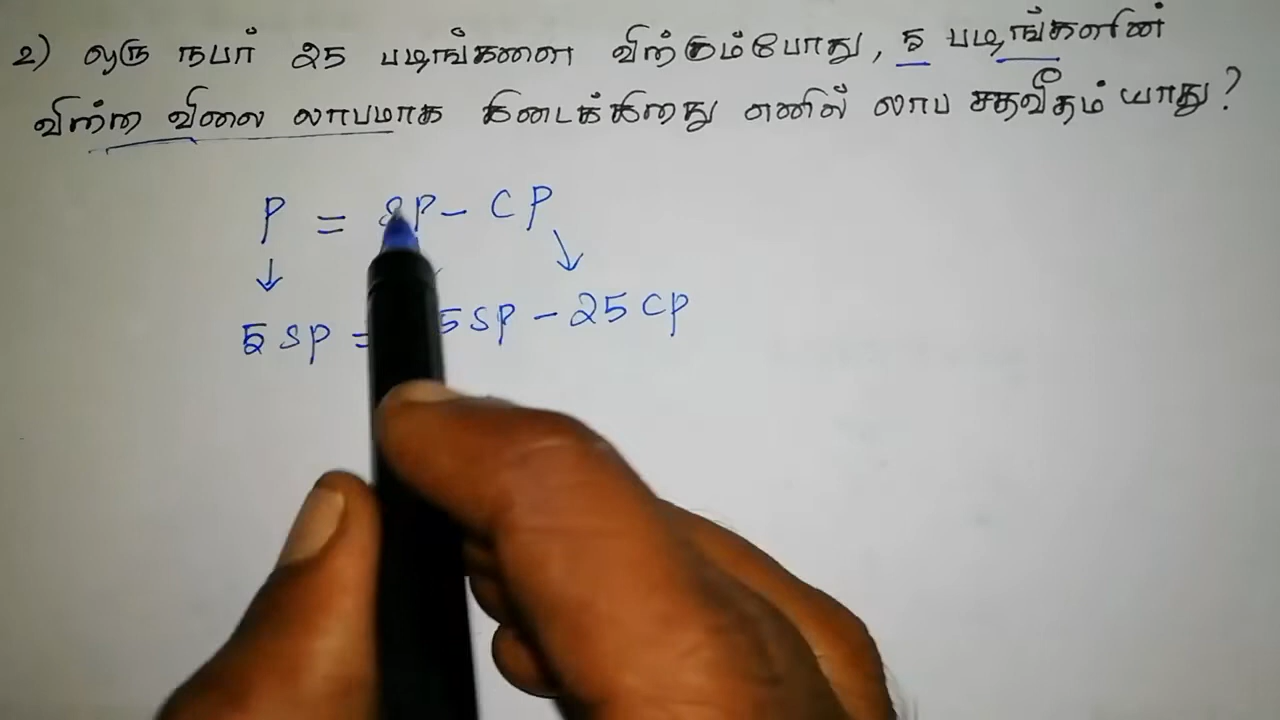 2) ஒரு நபர் 25 படங்களை விற்கும்போது, 5 படங்களின்
விற்ற விலை லாபமாக கிடைக்கிறது எனில் லாப சதவீதம் யாது?
P = SP - CP
5 SP = 5 SP - 25 CP